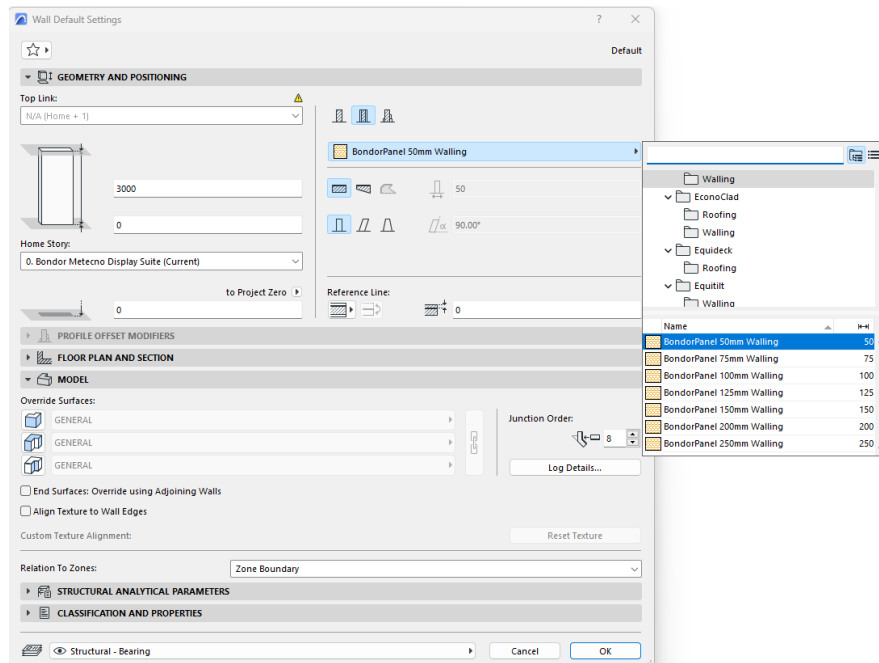 Wall Default Settings
Default
GEOMETRY AND POSITIONING
Top Link:
N/A (Home + 1)
3000
0
Home Story:
0. Bondor Metecno Display Suite (Current)
to Project Zero
0
BondorPanel 50mm Walling
50
α 90.00°
Reference Line:
0
PROFILE OFFSET MODIFIERS
FLOOR PLAN AND SECTION
MODEL
Override Surfaces:
GENERAL
GENERAL
GENERAL
Junction Order:
8
Log Details...
End Surfaces: Override using Adjoining Walls
Align Texture to Wall Edges
Custom Texture Alignment:
Reset Texture
Relation To Zones:
Zone Boundary
STRUCTURAL ANALYTICAL PARAMETERS
CLASSIFICATION AND PROPERTIES
Structural - Bearing
Cancel
OK
Walling
EconoClad
Roofing
Walling
Equideck
Roofing
Equitilt
Walling
Name
BondorPanel 50mm Walling 50
BondorPanel 75mm Walling 75
BondorPanel 100mm Walling 100
BondorPanel 125mm Walling 125
BondorPanel 150mm Walling 150
BondorPanel 200mm Walling 200
BondorPanel 250mm Walling 250